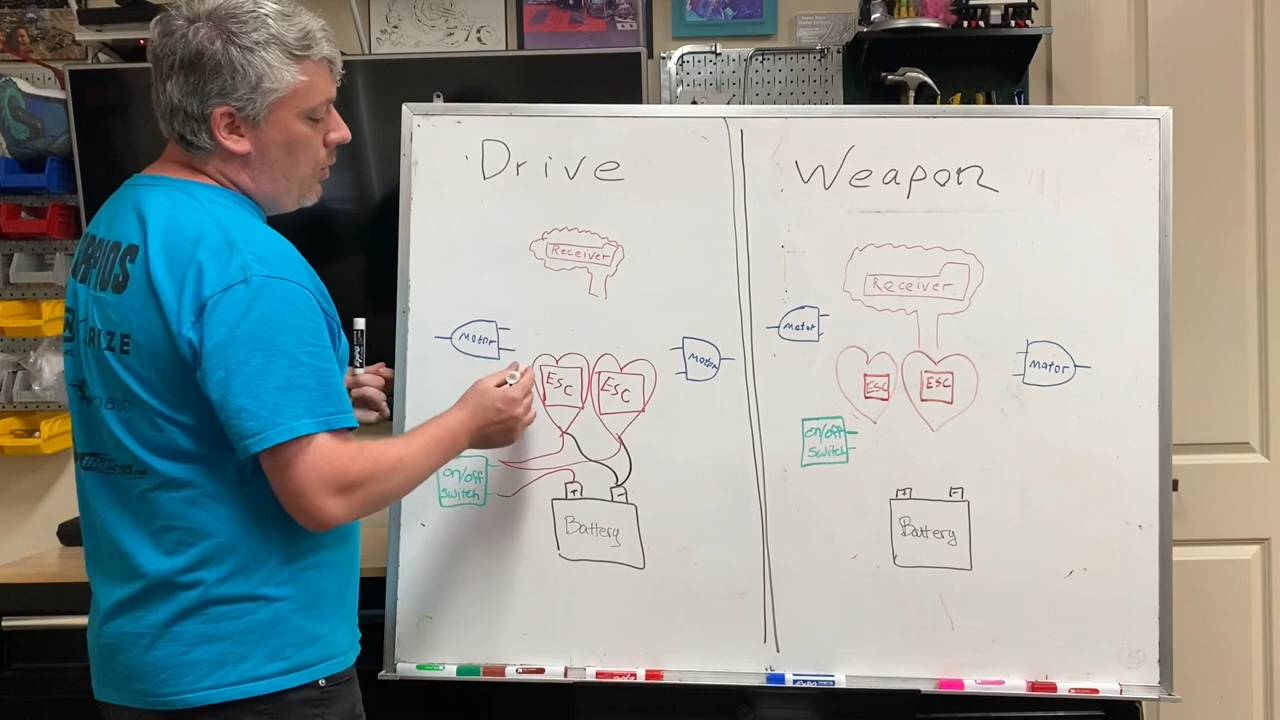 Drive
Receiver
Motor
Motor
ESC
ESC
on/off
switch
+
-
Battery
Weapon
Receiver
Motor
Motor
ESC
ESC
on/off
switch
+
-
Battery
EXPO